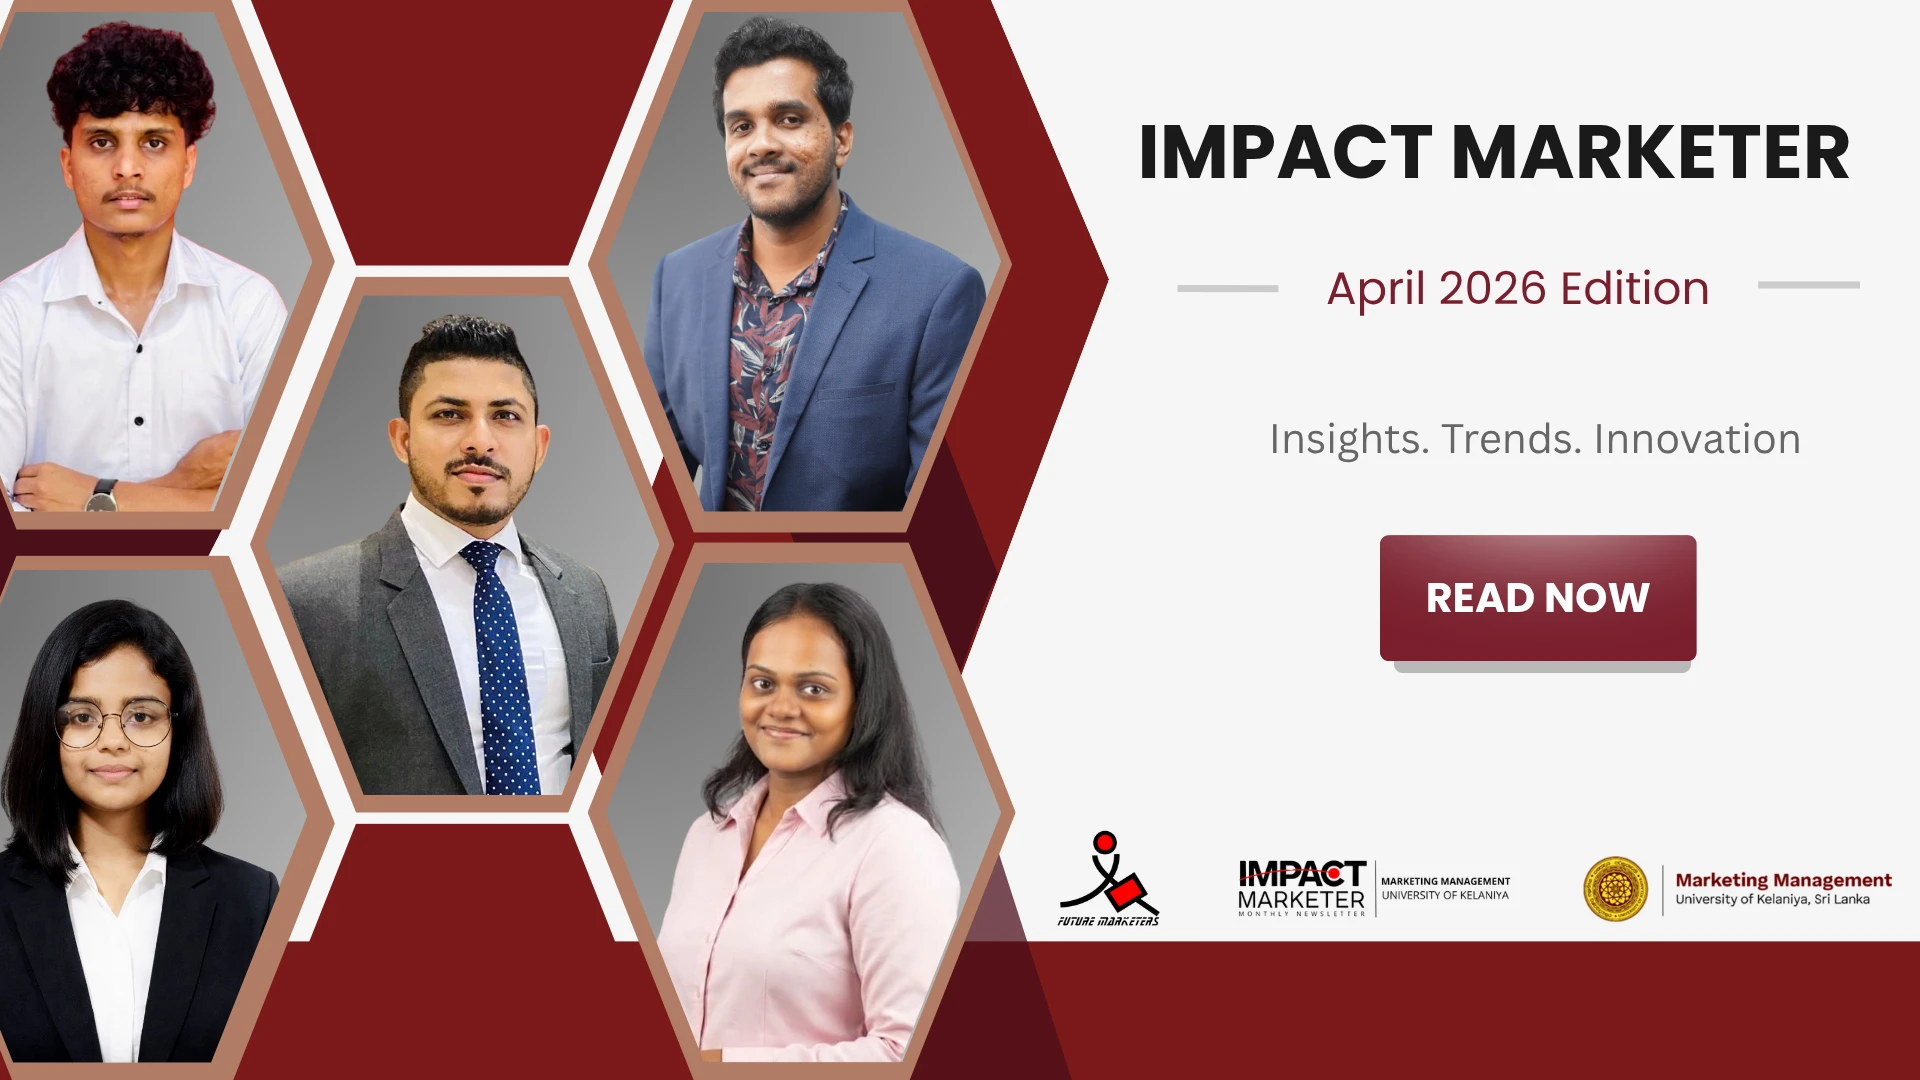 IMPACT MARKETER
April 2026 Edition
Insights. Trends. Innovation
READ NOW
FUTURE MARKETERS
IMPACT
MARKETER
MONTHLY NEWSLETTER
MARKETING MANAGEMENT
UNIVERSITY OF KELANIYA
Marketing Management
University of Kelaniya, Sri Lanka